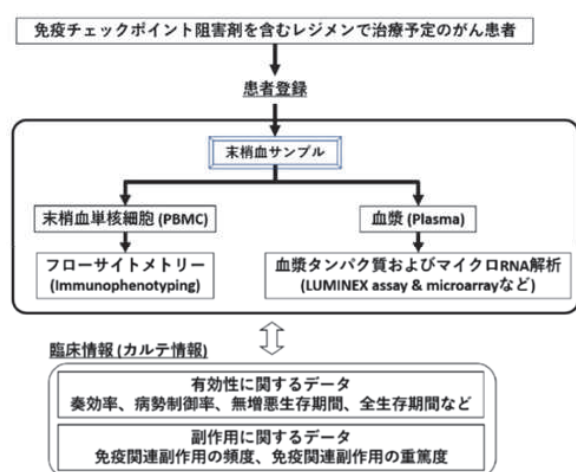 免疫チェックポイント阻害剤を含むレジメンで治療予定のがん患者
患者登録
末梢血サンプル
末梢血単核細胞 (PBMC)
血漿 (Plasma)
フローサイトメトリー
(Immunophenotyping)
血漿タンパク質およびマイクロRNA解析
(LUMINEX assay & microarrayなど)
臨床情報 (カルテ情報)
有効性に関するデータ
奏効率、病勢制御率、無増悪生存期間、全生存期間など
副作用に関するデータ
免疫関連副作用の頻度、免疫関連副作用の重篤度